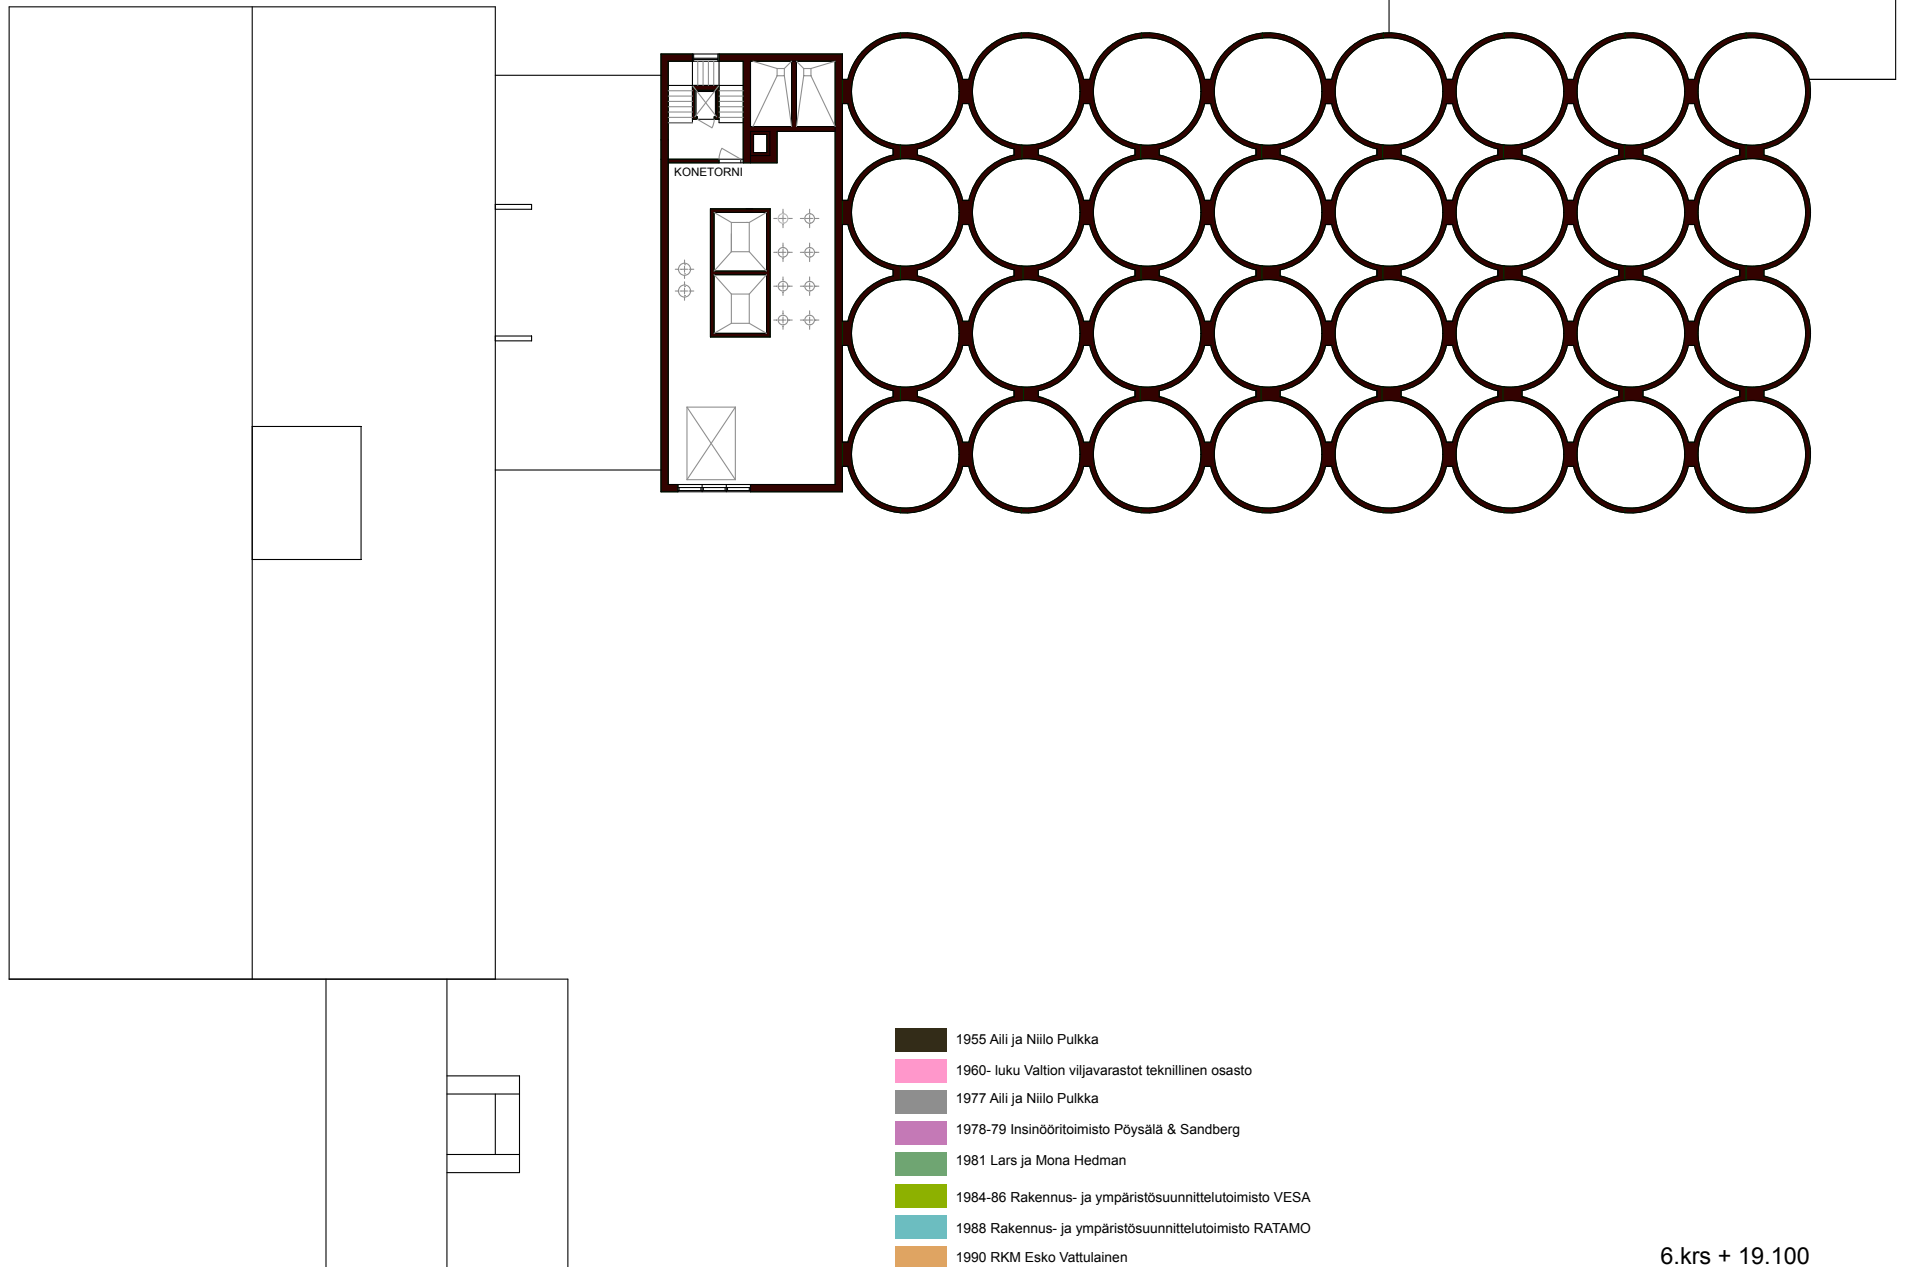 KONETORNI
1955 Aili ja Niilo Pulkka
1960- luku Valtion viljavarastot teknillinen osasto
1977 Aili ja Niilo Pulkka
1978-79 Insinööritoimisto Pöysälä & Sandberg
1981 Lars ja Mona Hedman
1984-86 Rakennus- ja ympäristösuunnittelutoimisto VESA
1988 Rakennus- ja ympäristösuunnittelutoimisto RATAMO
1990 RKM Esko Vattulainen
6.krs + 19.100